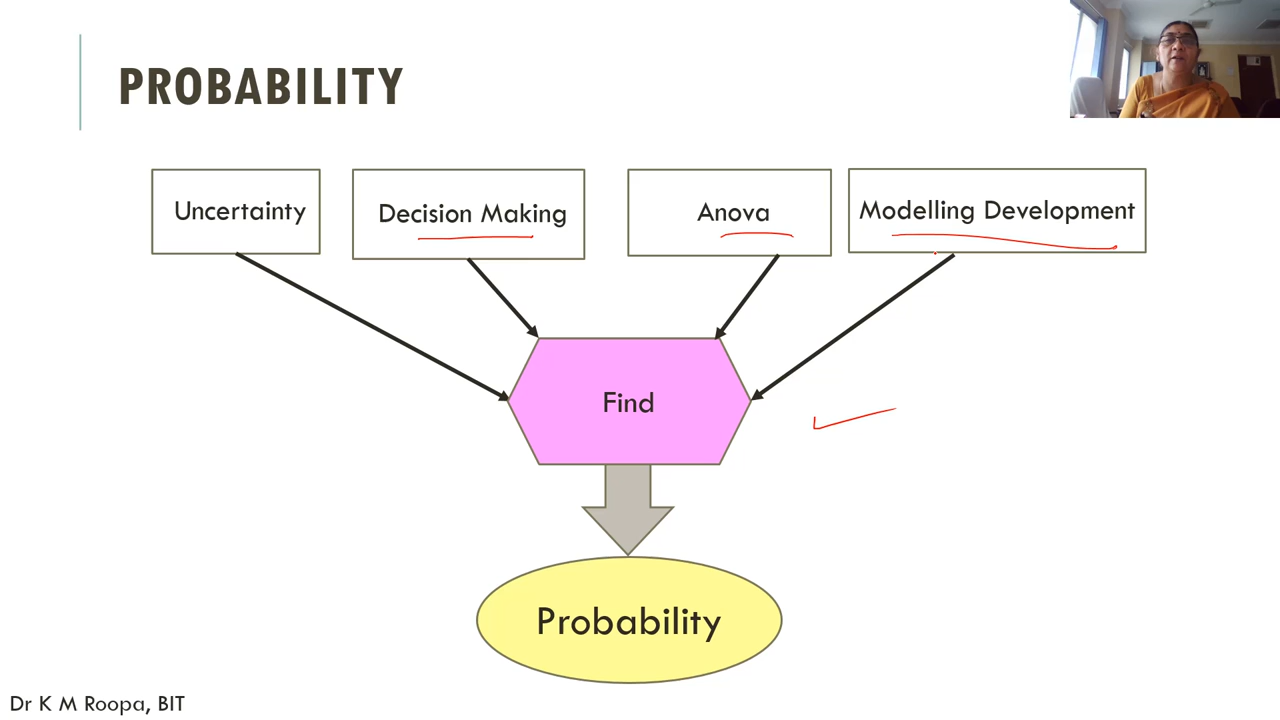 PROBABILITY
Uncertainty
Decision Making
Anova
Modelling Development
Find
Probability
Dr K M Roopa, BIT